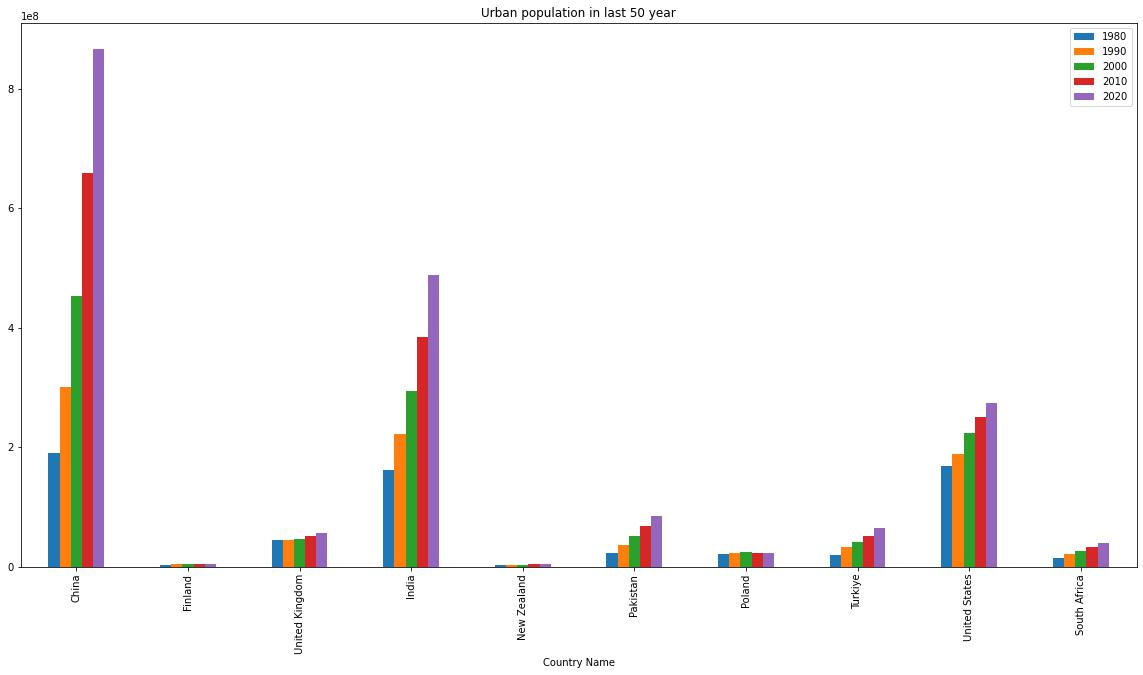 Urban population in last 50 year
1e8
8
6
4
2
0
1980
1990
2000
2010
2020
China
Finland
United Kingdom
India
New Zealand
Pakistan
Poland
Turkiye
United States
South Africa
Country Name